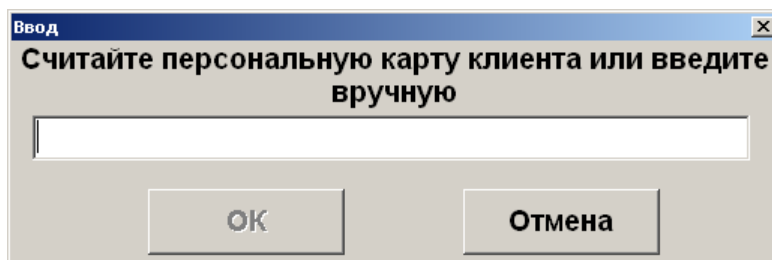 Ввод
Считайте персональную карту клиента или введите
вручную
ОК
Отмена